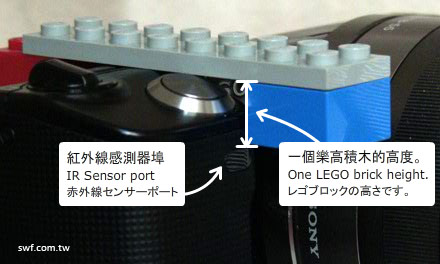 紅外線感測器埠
IR Sensor port
赤外線センサーポート
一個樂高積木的高度。
One LEGO brick height.
レゴブロックの高さです。
SONY
swf.com.tw